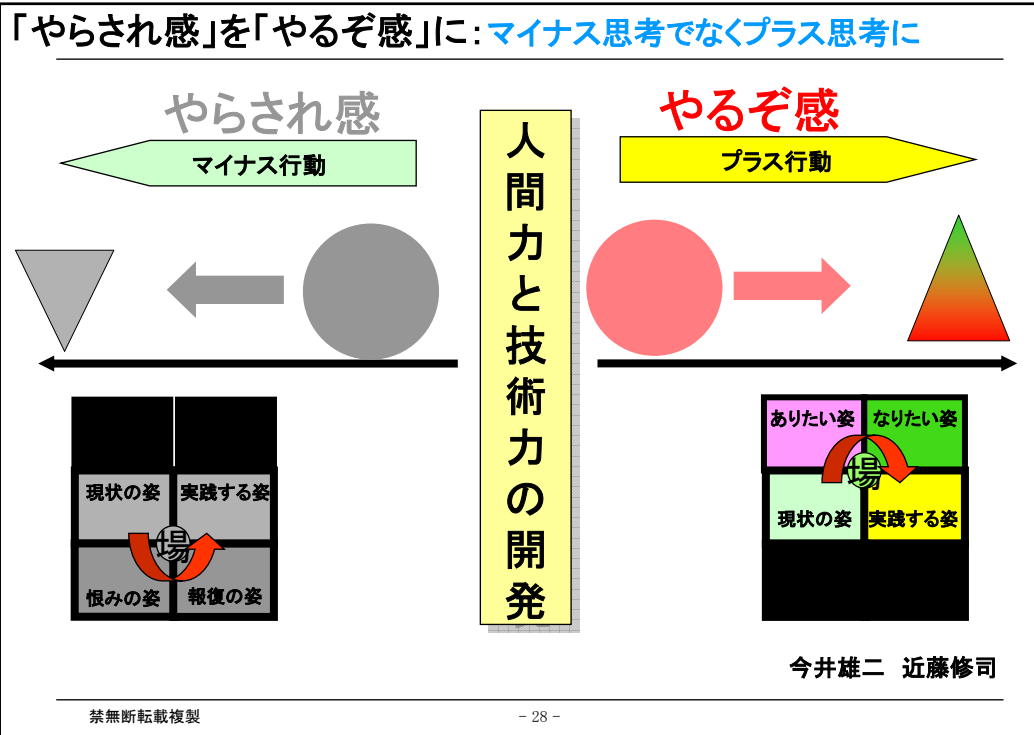 「やらされ感」を「やるぞ感」に：マイナス思考でなくプラス思考に
やらされ感
マイナス行動
人間力と技術力の開発
やるぞ感
プラス行動
現状の姿
実践する姿
場
恨みの姿
報復の姿
ありたい姿
なりたい姿
場
現状の姿
実践する姿
今井雄二　近藤修司
禁無断転載複製
- 28 -